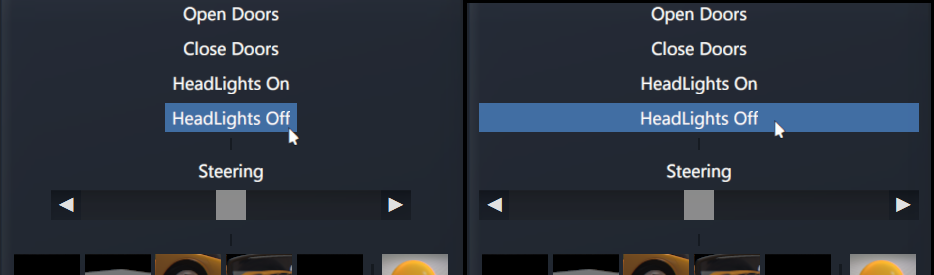 Open Doors
Close Doors
HeadLights On
HeadLights Off
Steering
Open Doors
Close Doors
HeadLights On
HeadLights Off
Steering